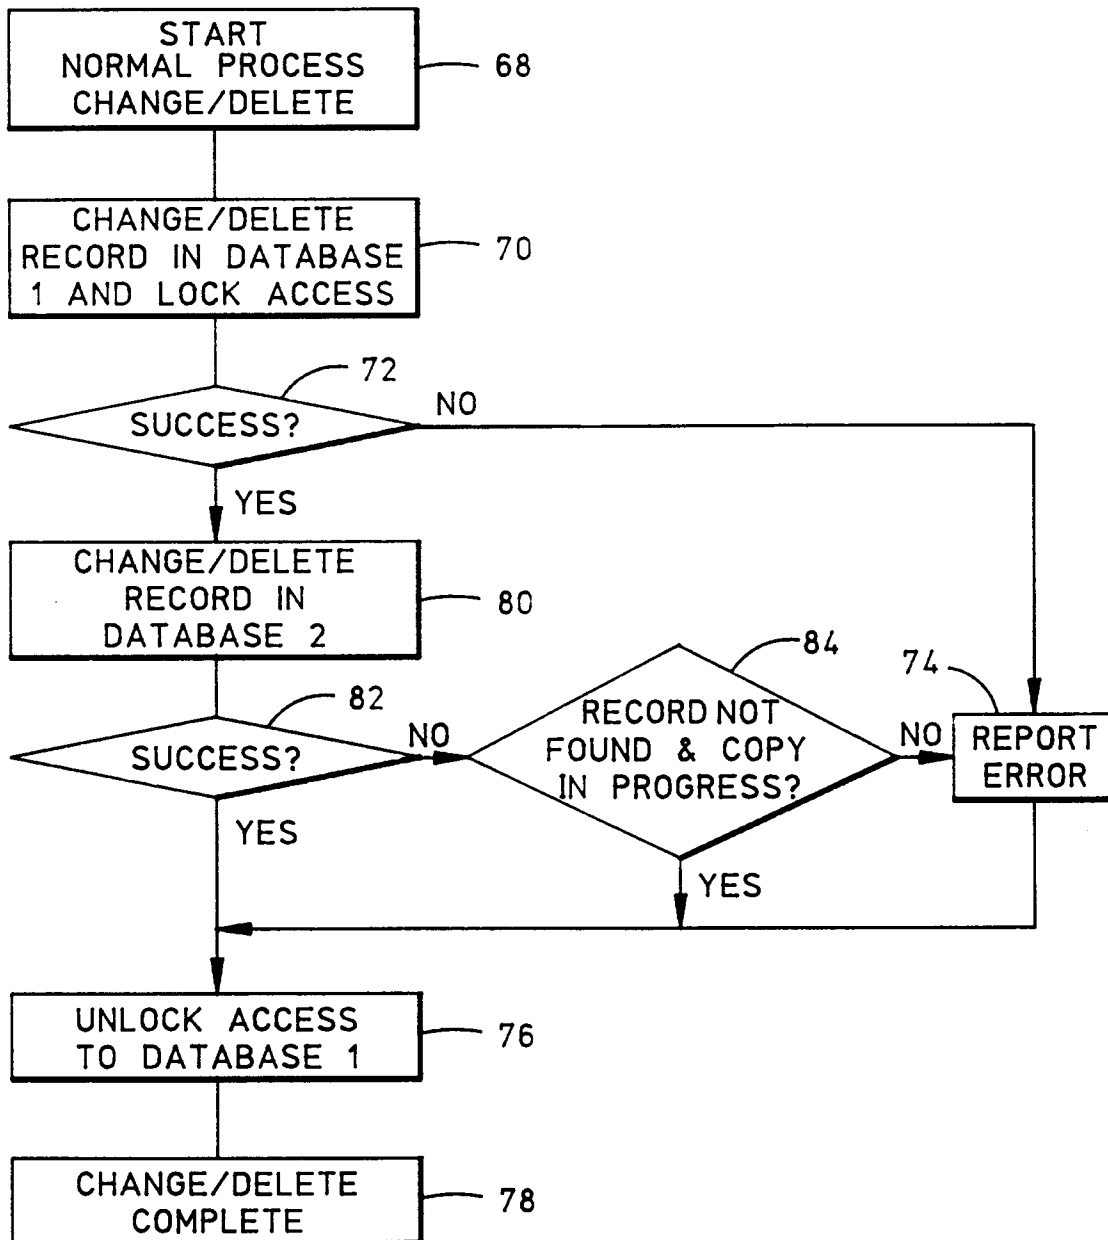 START
NORMAL PROCESS
CHANGE/DELETE
68
CHANGE/DELETE
RECORD IN DATABASE
1 AND LOCK ACCESS
70
72
SUCCESS?
NO
YES
CHANGE/DELETE
RECORD IN
DATABASE 2
80
82
SUCCESS?
NO
YES
84
RECORD NOT
FOUND & COPY
IN PROGRESS?
NO
YES
74
REPORT
ERROR
UNLOCK ACCESS
TO DATABASE 1
76
CHANGE/DELETE
COMPLETE
78